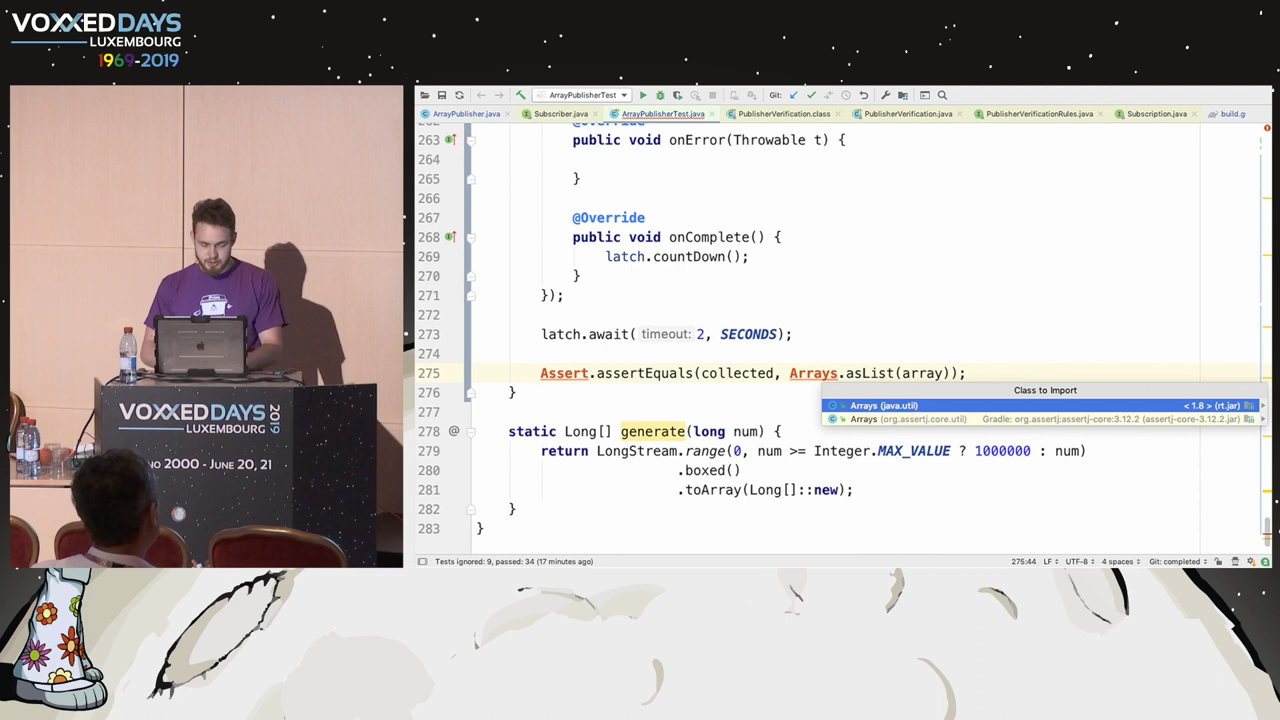 VOXXEDDAYS
LUXEMBOURG
1969-2019
VOXXEDDAYS
LUXEMBOURG
2019
NO 2000 - JUNE 20, 21
ArrayPublisherTest
Git:
ArrayPublisher.java
Subscriber.java
ArrayPublisherTest.java
PublisherVerification.class
PublisherVerification.java
PublisherVerificationRules.java
Subscription.java
build.g
262 @Override
263 public void onError(Throwable t) {
264
265 }
266
267 @Override
268 public void onComplete() {
269 latch.countDown();
270 }
271 });
272
273 latch.await( timeout: 2, SECONDS);
274
275 Assert.assertEquals(collected, Arrays.asList(array));
276 }
Class to Import
Arrays (java.util) < 1.8 > (rt.jar)
Arrays (org.assertj.core.util) Gradle: org.assertj:assertj-core:3.12.2 (assertj-core-3.12.2.jar)
277
278 @ static Long[] generate(long num) {
279 return LongStream.range(0, num >= Integer.MAX_VALUE ? 1000000 : num)
280 .boxed()
281 .toArray(Long[]::new);
282 }
283 }
Tests ignored: 9, passed: 34 (17 minutes ago)
275:44 LF UTF-8 4 spaces Git: completed